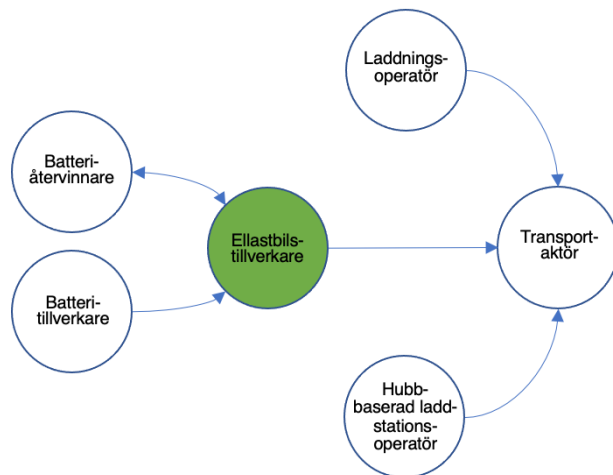 Laddnings-
operatör
Batteri-
återvinnare
Ellastbils-
tillverkare
Transport-
aktör
Batteri-
tillverkare
Hubb-
baserad ladd-
stations-
operatör